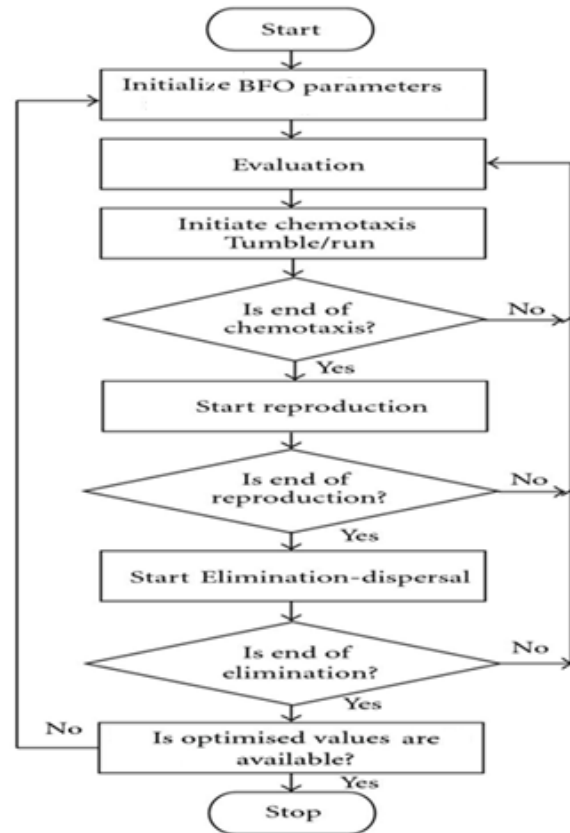 Start
Initialize BFO parameters
Evaluation
Initiate chemotaxis
Tumble/run
Is end of
chemotaxis?
No
Yes
Start reproduction
Is end of
reproduction?
No
Yes
Start Elimination-dispersal
Is end of
elimination?
No
Yes
No
Is optimised values are
available?
Yes
Stop